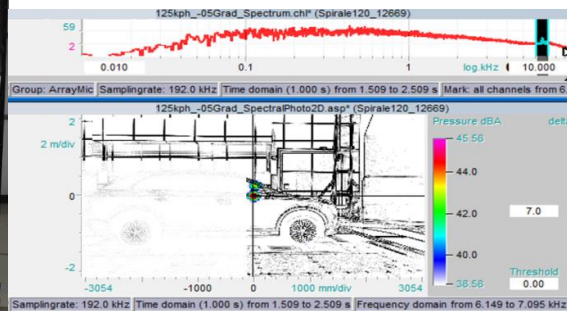 125kph_-05Grad_Spectrum.chl* (Spirale120_12669)
59
2
0.010 0.1 1 log.kHz 10.000
Group: ArrayMic Samplingrate: 192.0 kHz Time domain (1.000 s) from 1.509 to 2.509 s Mark: all channels from 6.
125kph_-05Grad_SpectralPhoto2D.asp* (Spirale120_12669)
2 Pressure dBA delt
2 m/div 45.56
44.0
0 42.0 7.0
40.0
Threshold
-2 38.56 0.00
-3054 -1000 0 1000 mm/div 3054
Samplingrate: 192.0 kHz Time domain (1.000 s) from 1.509 to 2.509 s Frequency domain from 6.149 to 7.095 kHz